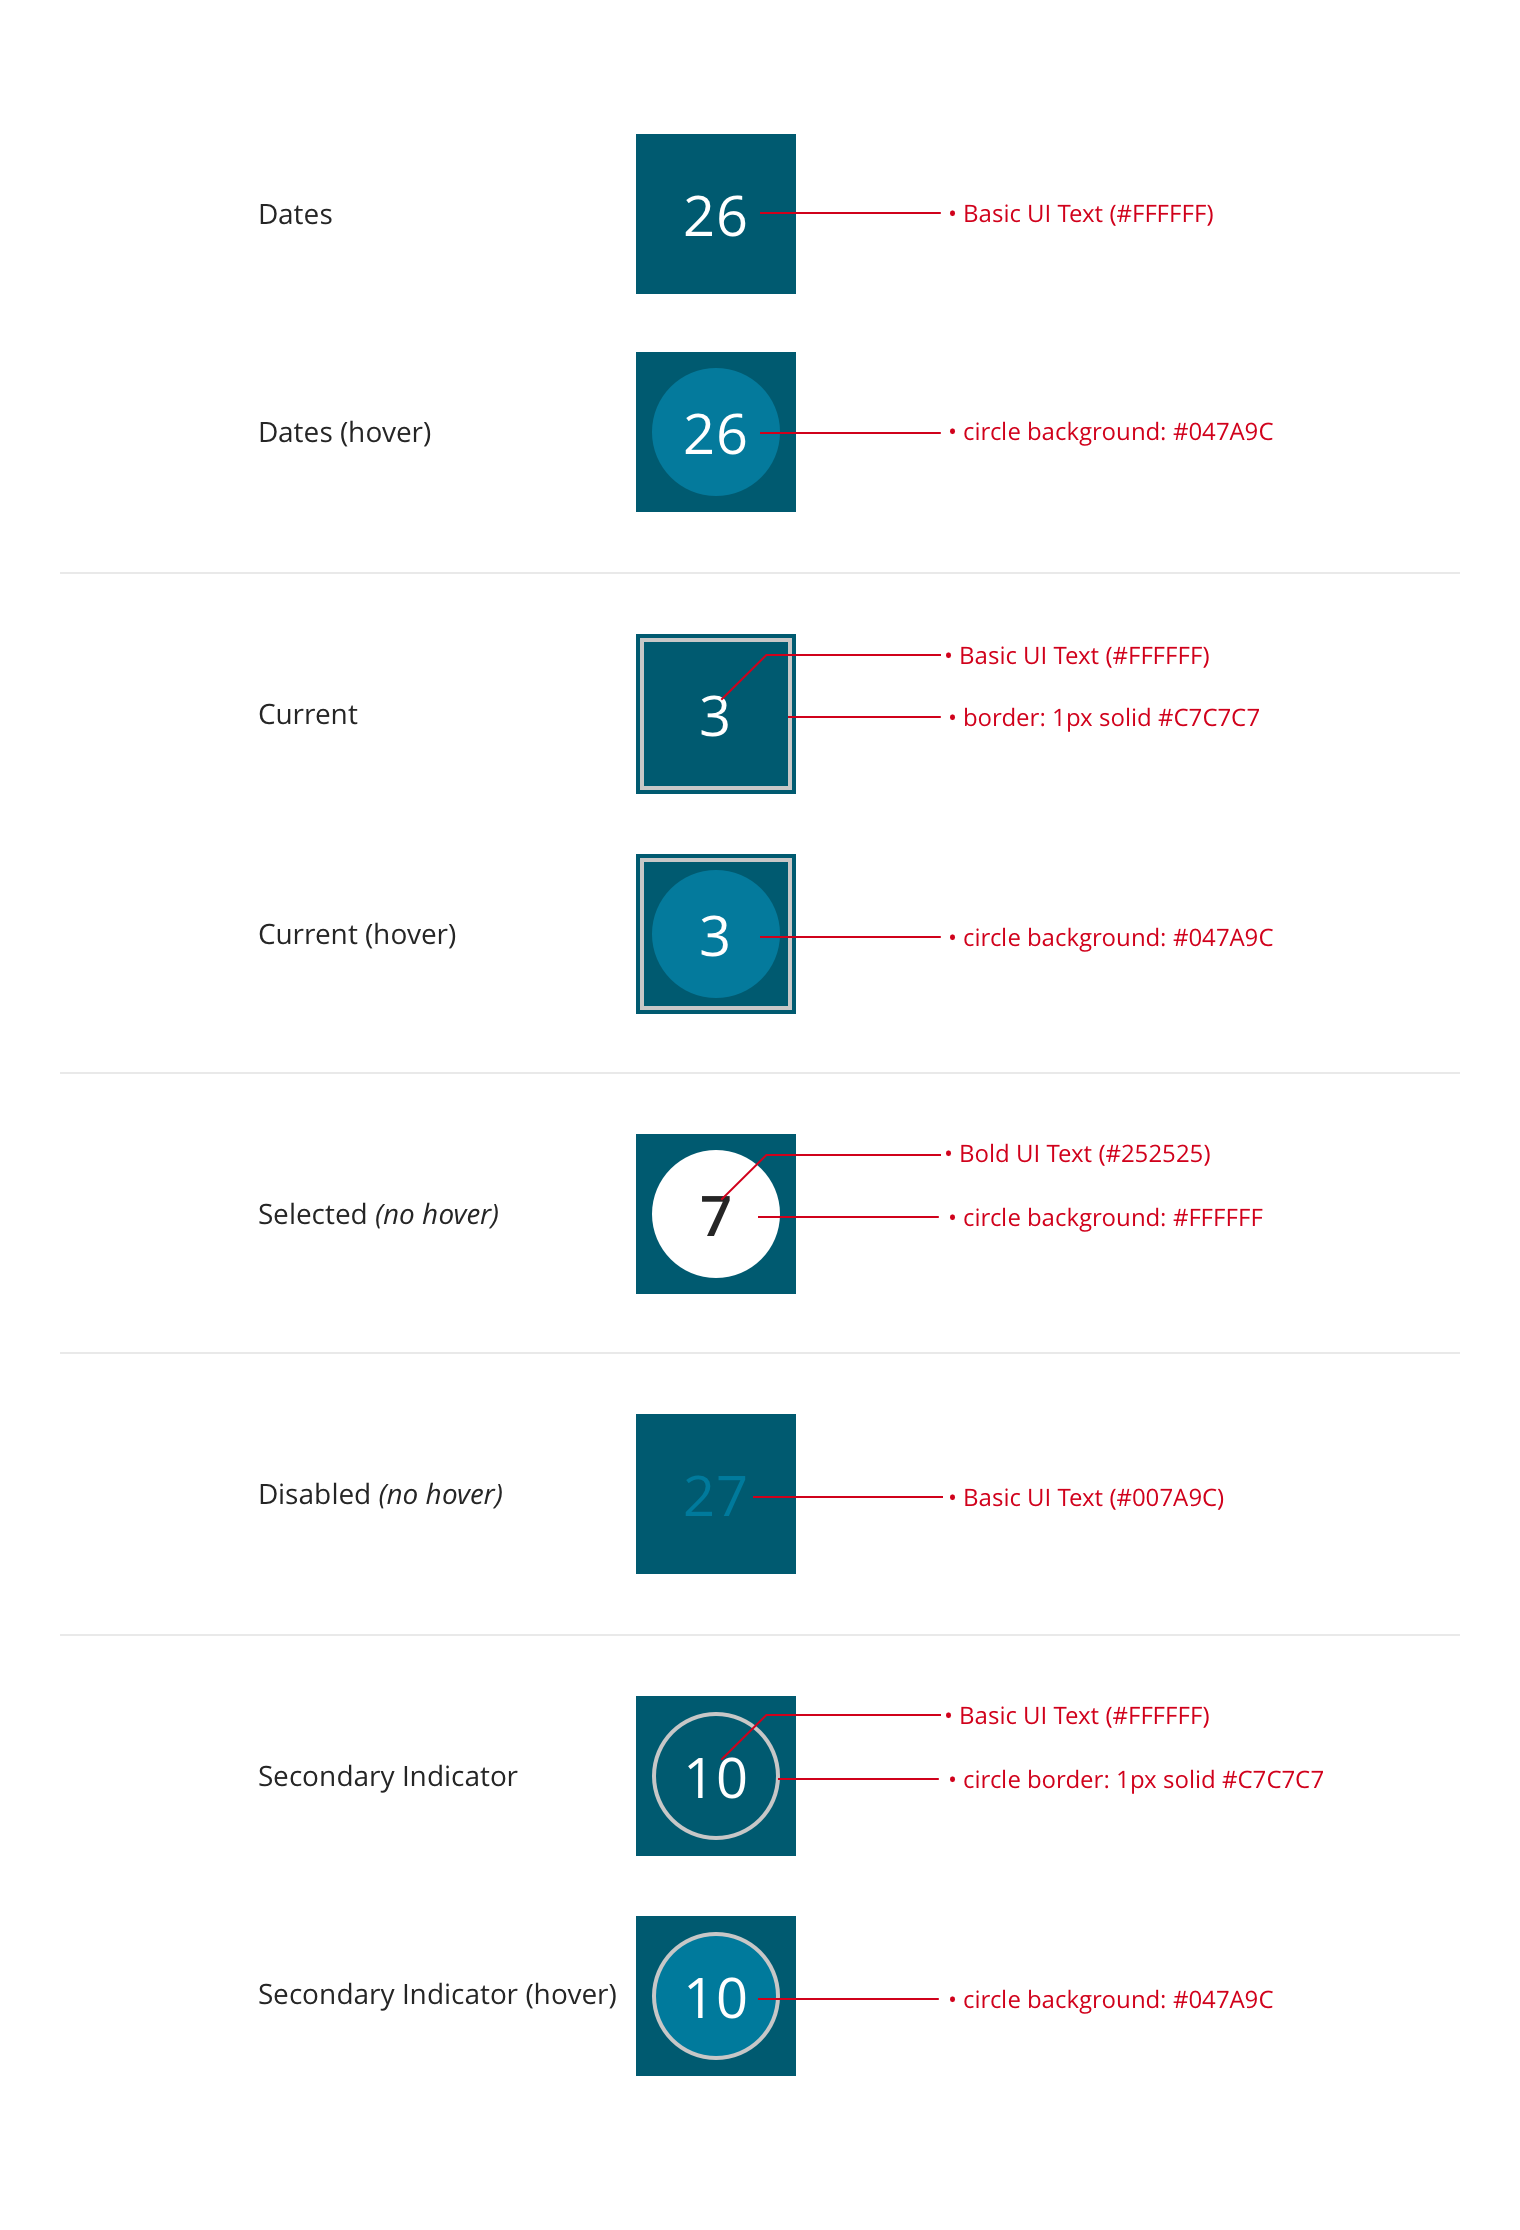 Dates
26
• Basic UI Text (#FFFFFF)
Dates (hover)
26
• circle background: #047A9C
Current
3
• Basic UI Text (#FFFFFF)
• border: 1px solid #C7C7C7
Current (hover)
3
• circle background: #047A9C
Selected (no hover)
7
• Bold UI Text (#252525)
• circle background: #FFFFFF
Disabled (no hover)
27
• Basic UI Text (#007A9C)
Secondary Indicator
10
• Basic UI Text (#FFFFFF)
• circle border: 1px solid #C7C7C7
Secondary Indicator (hover)
10
• circle background: #047A9C